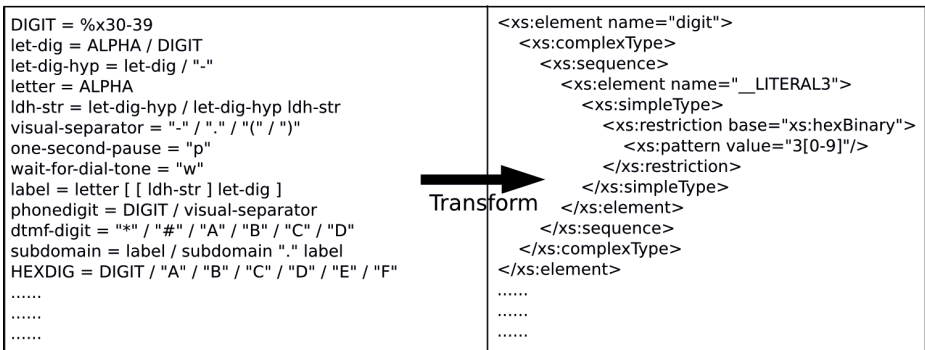 DIGIT = %x30-39
let-dig = ALPHA / DIGIT
let-dig-hyp = let-dig / "-"
letter = ALPHA
ldh-str = let-dig-hyp / let-dig-hyp ldh-str
visual-separator = "-" / "." / "(" / ")"
one-second-pause = "p"
wait-for-dial-tone = "w"
label = letter [ [ ldh-str ] let-dig ]
phonedigit = DIGIT / visual-separator
dtmf-digit = "*" / "#" / "A" / "B" / "C" / "D"
subdomain = label / subdomain "." label
HEXDIG = DIGIT / "A" / "B" / "C" / "D" / "E" / "F"
......
......
......
Transform
<xs:element name="digit">
<xs:complexType>
<xs:sequence>
<xs:element name="__LITERAL3">
<xs:simpleType>
<xs:restriction base="xs:hexBinary">
<xs:pattern value="3[0-9]"/>
</xs:restriction>
</xs:simpleType>
</xs:element>
</xs:sequence>
</xs:complexType>
</xs:element>
......
......
......